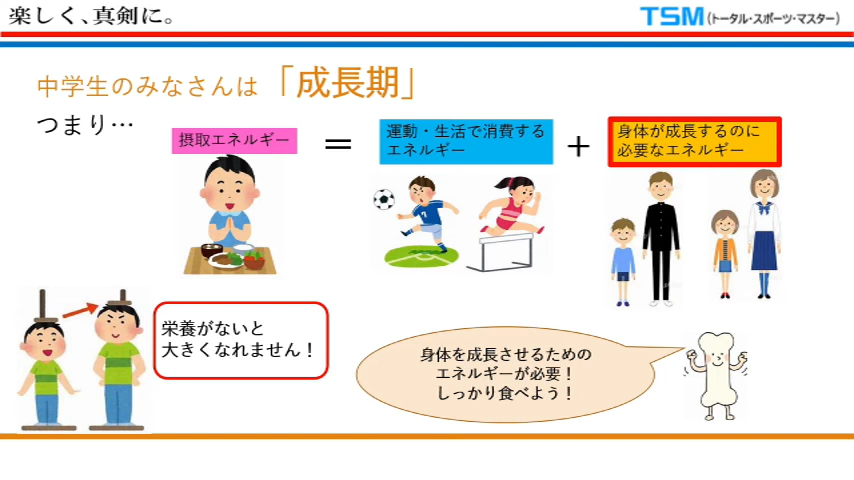 楽しく、真剣に。
TSM(トータル・スポーツ・マスター)
中学生のみなさんは「成長期」
つまり…
摂取エネルギー
＝
運動・生活で消費する
エネルギー
＋
身体が成長するのに
必要なエネルギー
7
栄養がないと
大きくなれません！
身体を成長させるための
エネルギーが必要！
しっかり食べよう！